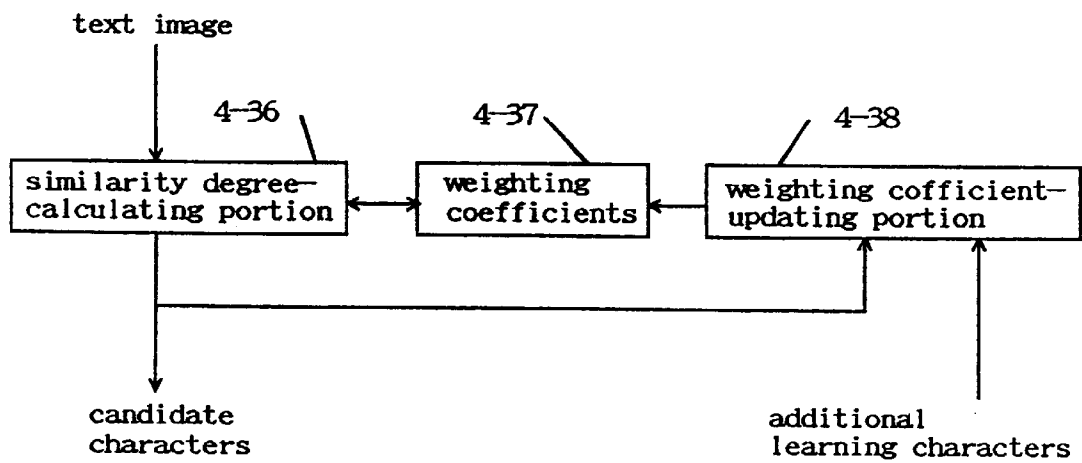 text image
4-36
4-37
4-38
similarity degree-
calculating portion
weighting
coefficients
weighting cofficient-
updating portion
candidate
characters
additional
learning characters